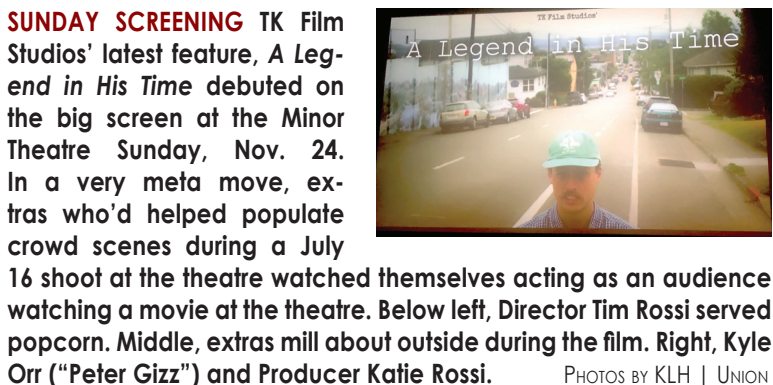 SUNDAY SCREENING TK Film
Studios' latest feature, A Leg-
end in His Time debuted on
the big screen at the Minor
Theatre Sunday, Nov. 24.
In a very meta move, ex-
tras who'd helped populate
crowd scenes during a July
16 shoot at the theatre watched themselves acting as an audience
watching a movie at the theatre. Below left, Director Tim Rossi served
popcorn. Middle, extras mill about outside during the film. Right, Kyle
Orr ("Peter Gizz") and Producer Katie Rossi. Photos by KLH | Union
TK Film Studios'
A Legend in His Time